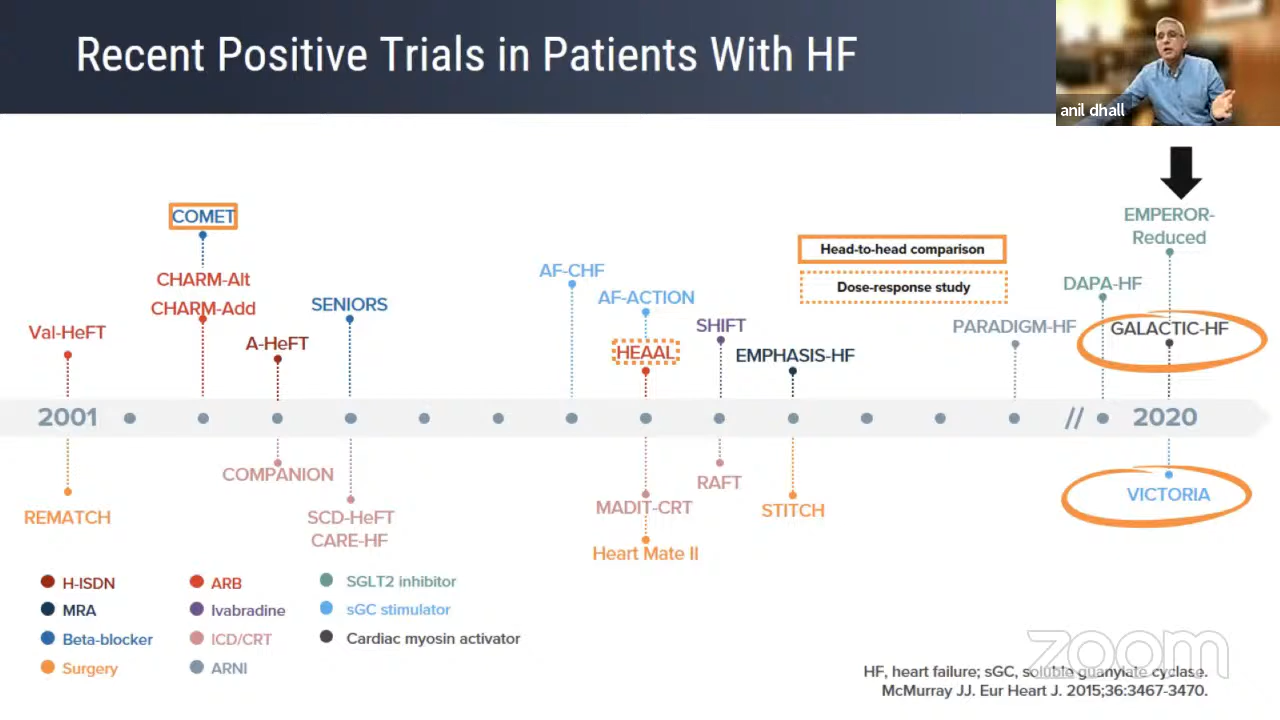 Recent Positive Trials in Patients With HF
anil dhall
COMET
CHARM-Alt
CHARM-Add
Val-HeFT
A-HeFT
SENIORS
AF-CHF
AF-ACTION
HEAAL
SHIFT
EMPHASIS-HF
Head-to-head comparison
Dose-response study
PARADIGM-HF
DAPA-HF
EMPEROR-
Reduced
GALACTIC-HF
2001
//
2020
REMATCH
COMPANION
SCD-HeFT
CARE-HF
MADIT-CRT
Heart Mate II
RAFT
STITCH
VICTORIA
H-ISDN
MRA
Beta-blocker
Surgery
ARB
Ivabradine
ICD/CRT
ARNI
SGLT2 inhibitor
sGC stimulator
Cardiac myosin activator
zoom
HF, heart failure; sGC, soluble guanylate cyclase.
McMurray JJ. Eur Heart J. 2015;36:3467-3470.